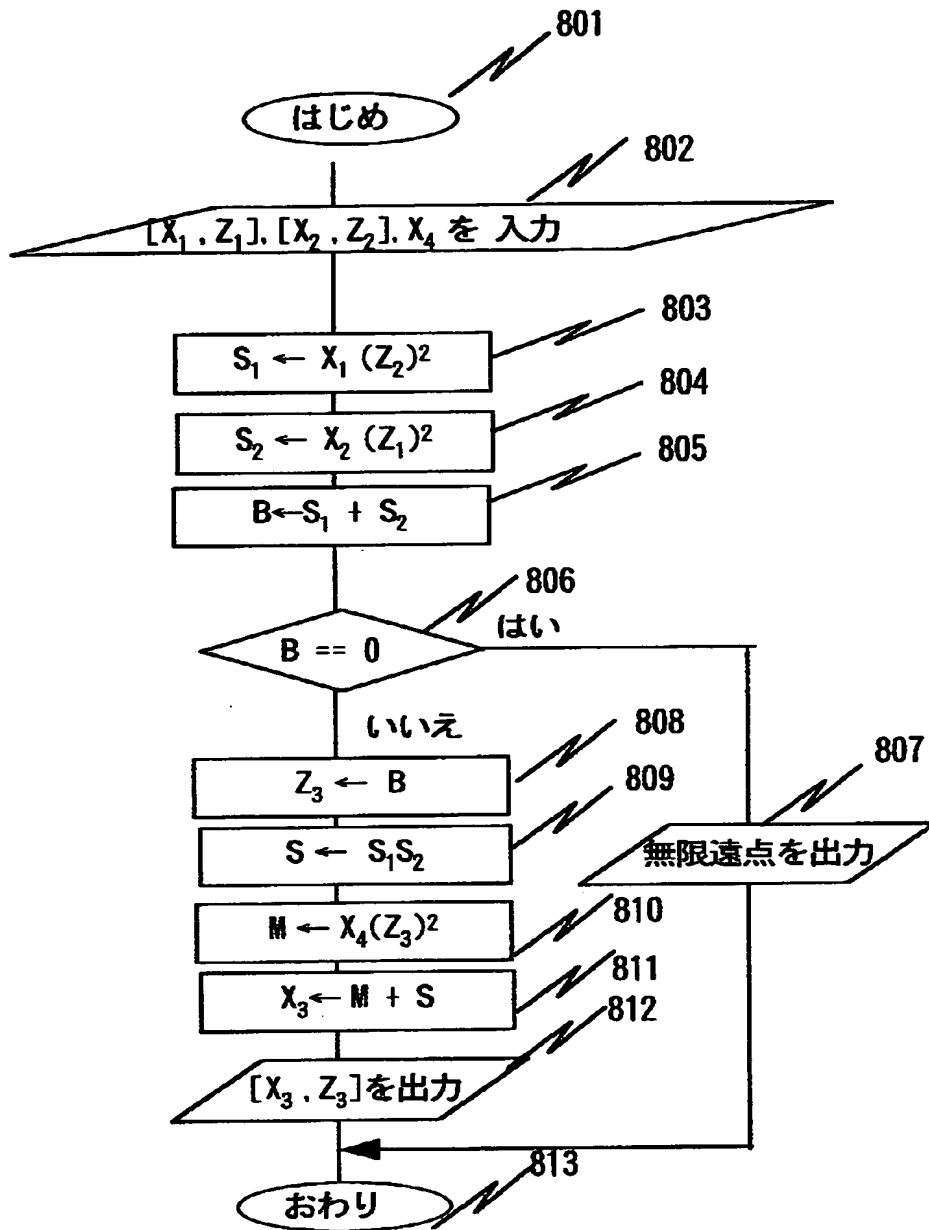 801
はじめ
802
[X₁, Z₁], [X₂, Z₂], X₄ を 入力
803
S₁ ← X₁ (Z₂)²
804
S₂ ← X₂ (Z₁)²
805
B←S₁ + S₂
806
B == 0
はい
いいえ
808
Z₃ ← B
807
無限遠点を出力
809
S ← S₁S₂
810
M ← X₄(Z₃)²
811
X₃← M + S
812
[X₃, Z₃]を出力
813
おわり